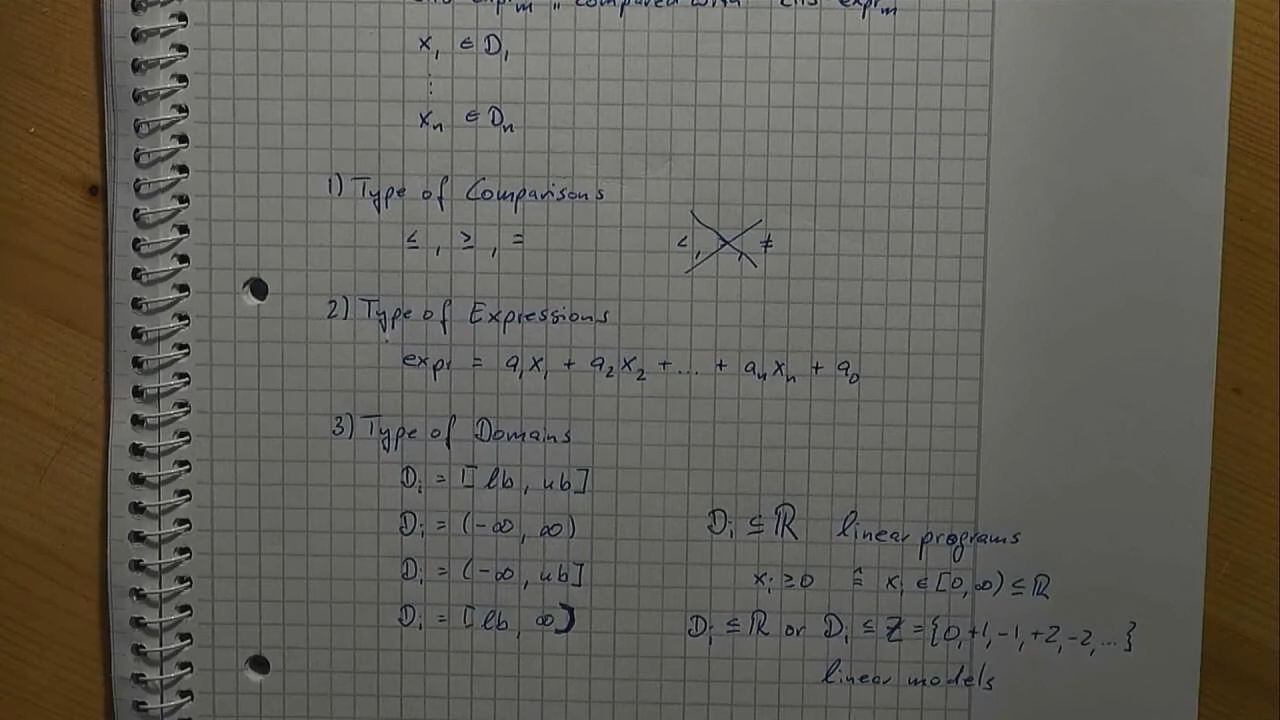 compared with
x₁ ∈ D₁
⋮
xₙ ∈ Dₙ
1) Type of Comparisons
≤ , ≥ , = < , , ≠
2) Type of Expressions
expr = a₁x₁ + a₂x₂ + ... + aₙxₙ + a₀
3) Type of Domains
Dᵢ = [lb, ub]
Dᵢ = (-∞, ∞) Dᵢ ⊆ ℝ linear programs
Dᵢ = (-∞, ub] xᵢ ≥ 0 ≙ xᵢ ∈ [0, ∞) ⊆ ℝ
Dᵢ = [lb, ∞) Dᵢ ⊆ ℝ or Dᵢ ⊆ ℤ = {0, +1, -1, +2, -2, ...}
linear models